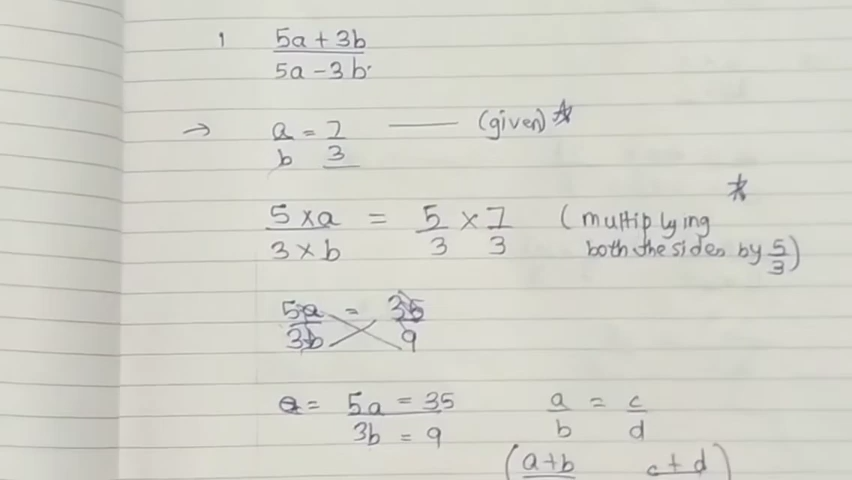 1 5a + 3b
5a - 3b
→ a = 7 —— (given) *
b 3
*
5 × a = 5 × 7 (multiplying
3 × b 3 3 both the sides by 5/3)
5a = 35
3b 9
= 5a = 35 a = c
3b = 9 b d
(a+b c+d)